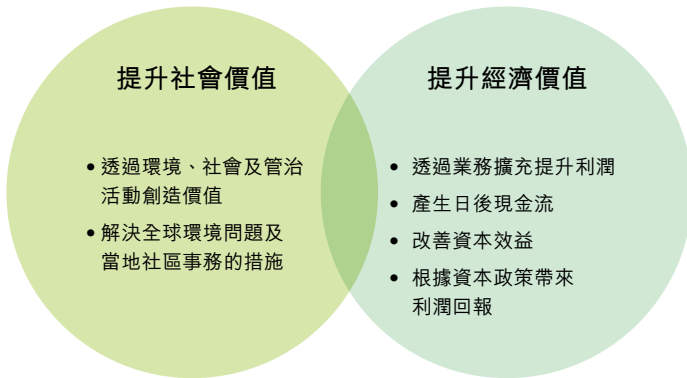 提升社會價值
• 透過環境、社會及管治
活動創造價值
• 解決全球環境問題及
當地社區事務的措施
提升經濟價值
• 透過業務擴充提升利潤
• 產生日後現金流
• 改善資本效益
• 根據資本政策帶來
利潤回報